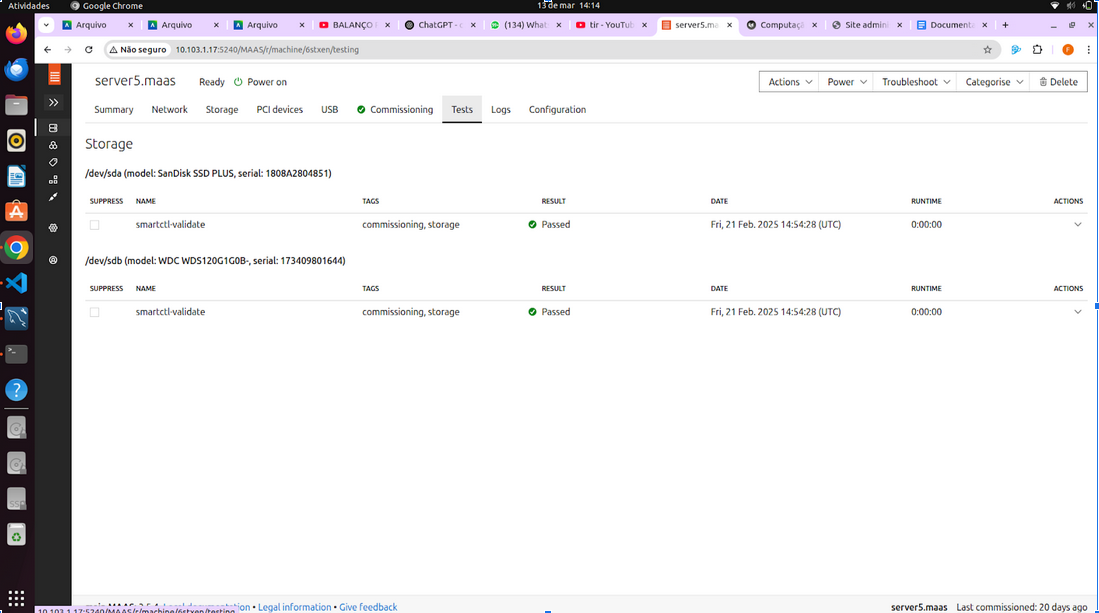 Atividades
Google Chrome
13 de mar 14:14
Arquivo
Arquivo
Arquivo
BALANÇO
ChatGPT - c
(134) What
tir - YouTub
server5.ma
Computaçã
Site admin
Documenta
Não seguro
10.103.1.17:5240/MAAS/r/machine/6stxen/testing
server5.maas
Ready
Power on
Actions
Power
Troubleshoot
Categorise
Delete
Summary
Network
Storage
PCI devices
USB
Commissioning
Tests
Logs
Configuration
Storage
/dev/sda (model: SanDisk SSD PLUS, serial: 1808A2804851)
SUPPRESS NAME TAGS RESULT DATE RUNTIME ACTIONS
smartctl-validate commissioning, storage Passed Fri, 21 Feb. 2025 14:54:28 (UTC) 0:00:00
/dev/sdb (model: WDC WDS120G1G0B-, serial: 173409801644)
SUPPRESS NAME TAGS RESULT DATE RUNTIME ACTIONS
smartctl-validate commissioning, storage Passed Fri, 21 Feb. 2025 14:54:28 (UTC) 0:00:00
Legal information • Give feedback
server5.maas Last commissioned: 20 days ago
10.103.1.17:5240/MAAS/r/machine/6stxen/testing